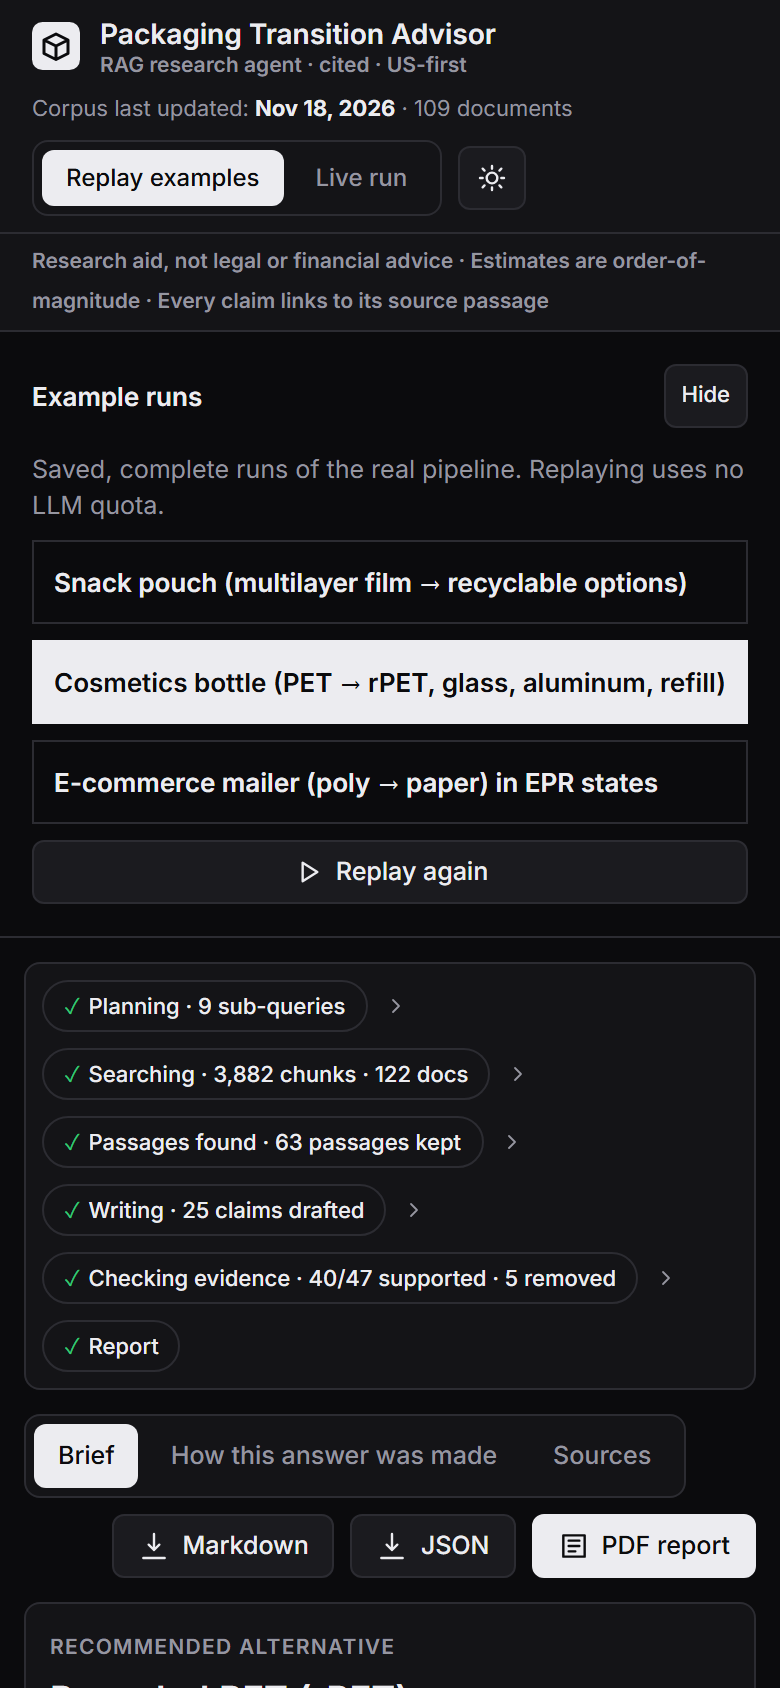 Packaging Transition Advisor
RAG research agent · cited · US-first
Corpus last updated: Nov 18, 2026 · 109 documents
Replay examples
Live run
Research aid, not legal or financial advice · Estimates are order-of-
magnitude · Every claim links to its source passage
Example runs
Hide
Saved, complete runs of the real pipeline. Replaying uses no
LLM quota.
Snack pouch (multilayer film → recyclable options)
Cosmetics bottle (PET → rPET, glass, aluminum, refill)
E-commerce mailer (poly → paper) in EPR states
Replay again
✓ Planning · 9 sub-queries
✓ Searching · 3,882 chunks · 122 docs
✓ Passages found · 63 passages kept
✓ Writing · 25 claims drafted
✓ Checking evidence · 40/47 supported · 5 removed
✓ Report
Brief
How this answer was made
Sources
Markdown
JSON
PDF report
RECOMMENDED ALTERNATIVE